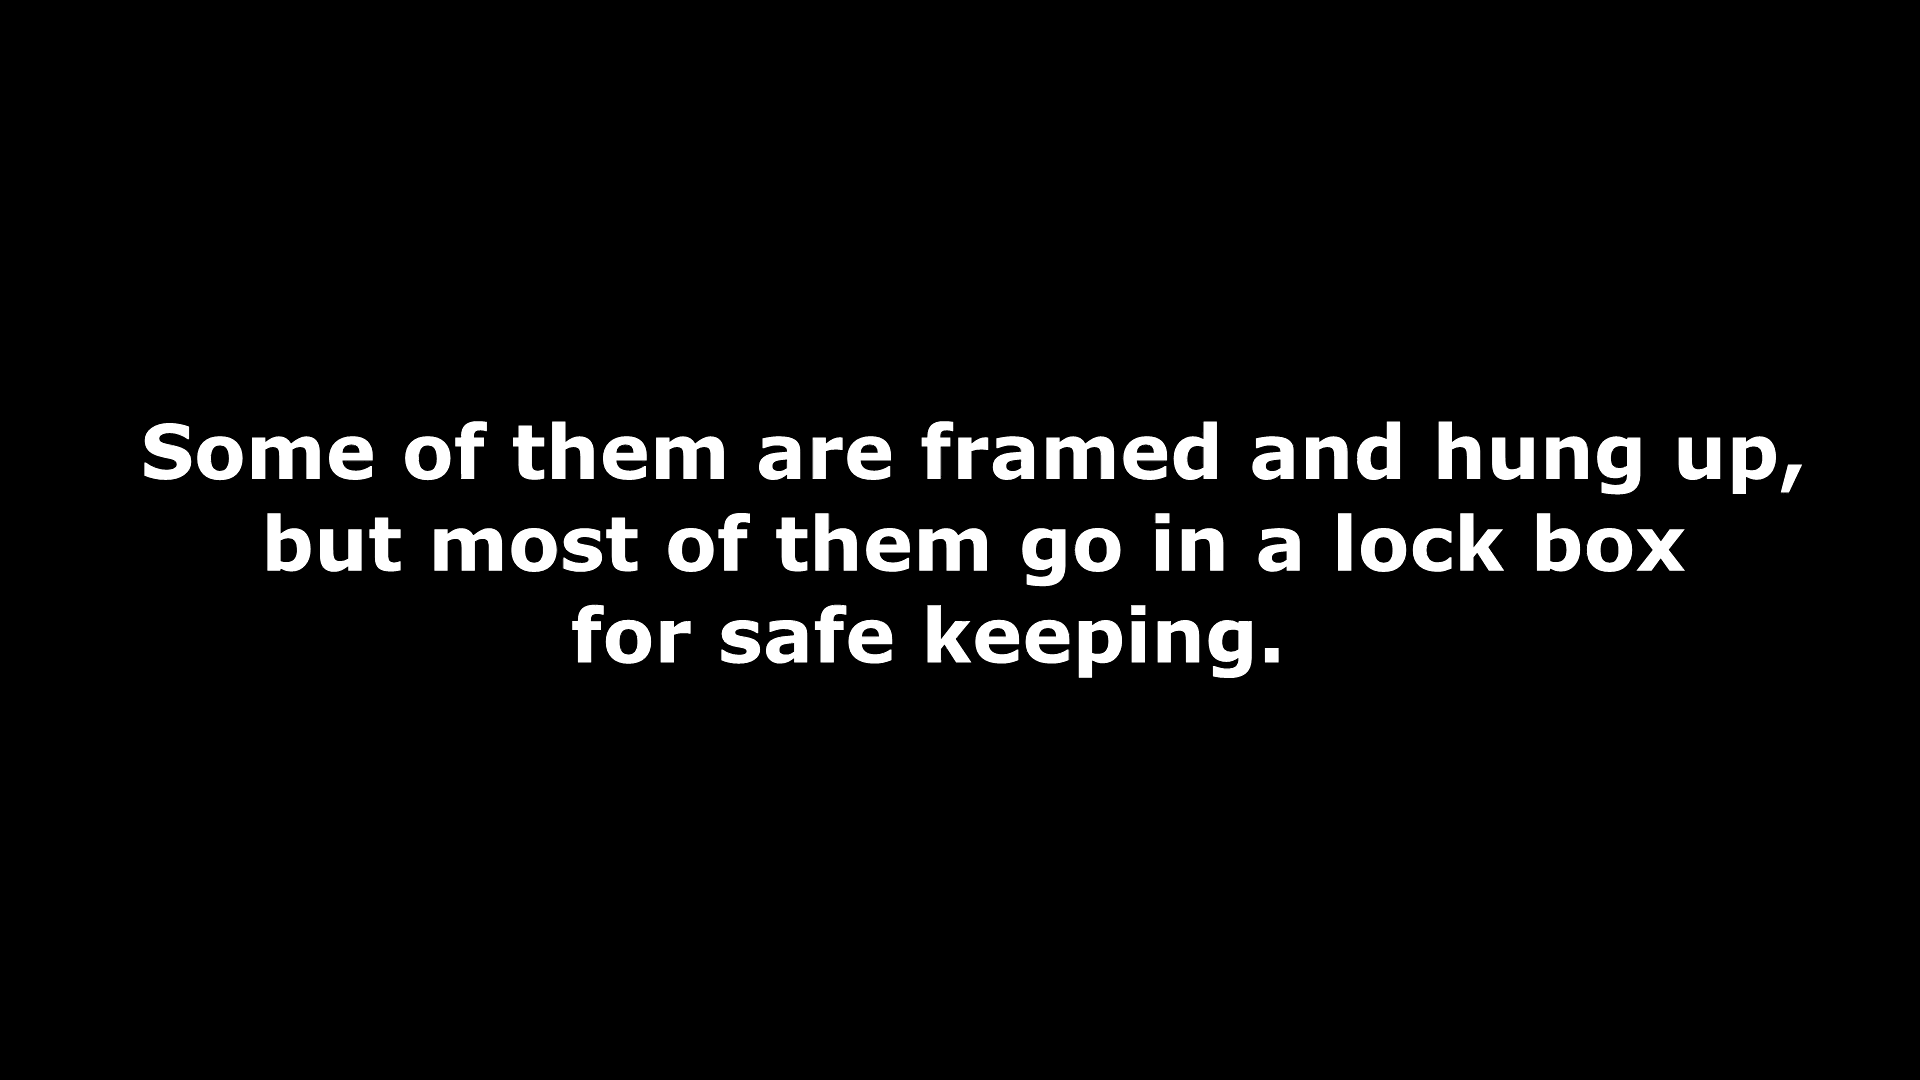 Some of them are framed and hung up,
but most of them go in a lock box
for safe keeping.